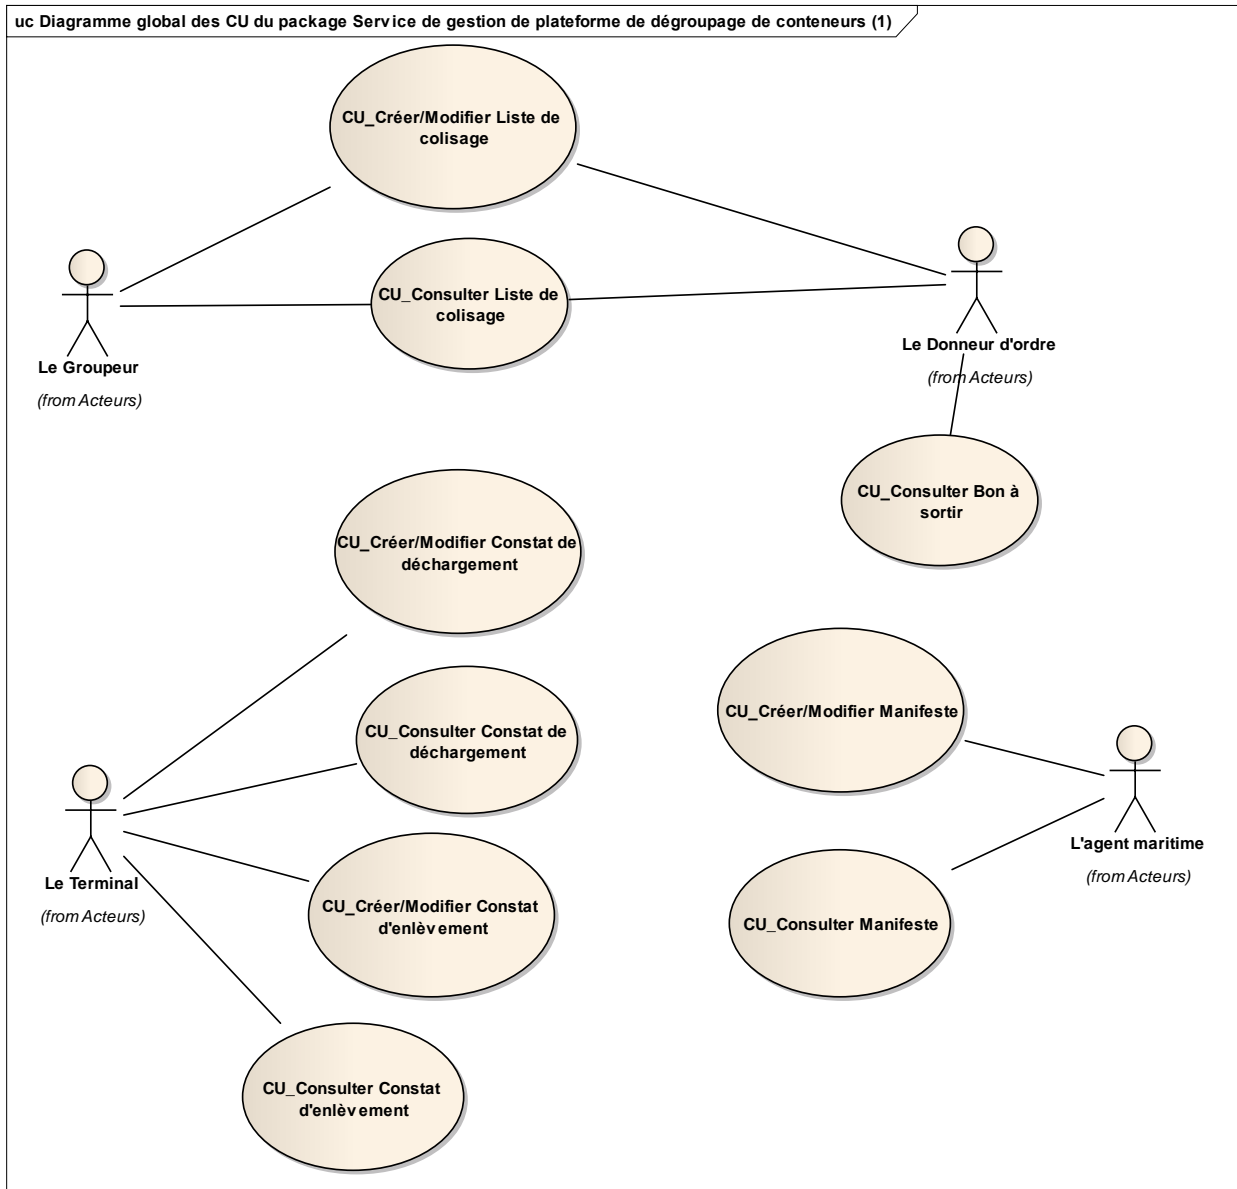 uc Diagramme global des CU du package Service de gestion de plateforme de dégroupage de conteneurs (1)
CU_Créer/Modifier Liste de
colisage
CU_Consulter Liste de
colisage
Le Groupeur
(from Acteurs)
Le Donneur d'ordre
(from Acteurs)
CU_Consulter Bon à
sortir
CU_Créer/Modifier Constat de
déchargement
CU_Consulter Constat de
déchargement
CU_Créer/Modifier Manifeste
L'agent maritime
(from Acteurs)
Le Terminal
(from Acteurs)
CU_Créer/Modifier Constat
d'enlèvement
CU_Consulter Manifeste
CU_Consulter Constat
d'enlèvement